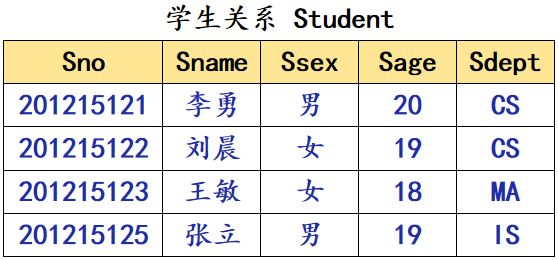 学生关系 Student
Sno Sname Ssex Sage Sdept
201215121 李勇 男 20 CS
201215122 刘晨 女 19 CS
201215123 王敏 女 18 MA
201215125 张立 男 19 IS